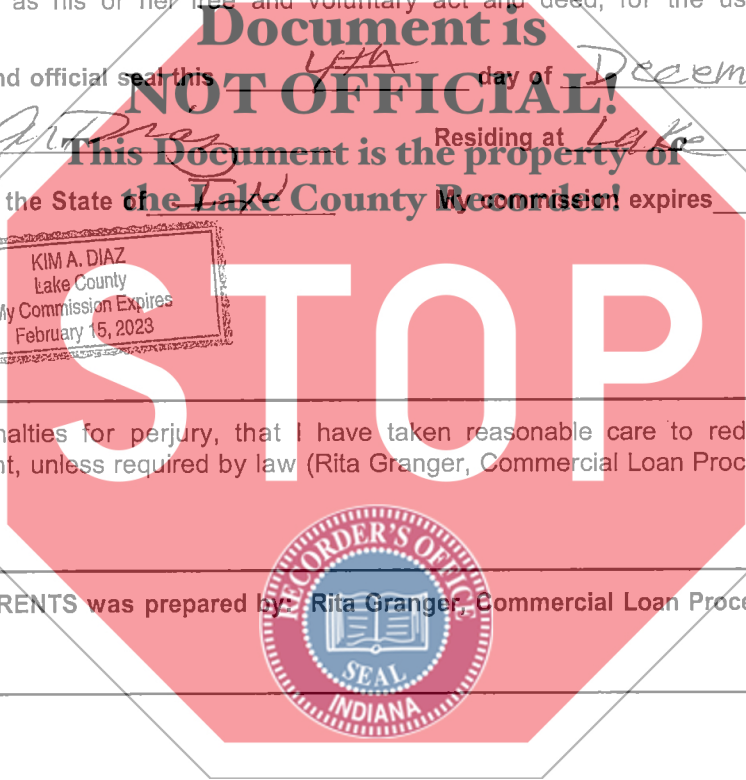 as his or her free and voluntary act and deed, for the us
Document is
nd official seal this 4th day of Decem
NOT OFFICIAL!
Residing at Lake
This Document is the property of
the State of IN My commission expires
the Lake County Recorder!
KIM A. DIAZ
Lake County
My Commission Expires
February 15, 2023
STOP
nalties for perjury, that I have taken reasonable care to red
nt, unless required by law (Rita Granger, Commercial Loan Proc
RECORDER'S OFFICE
SEAL
INDIANA
RENTS was prepared by: Rita Granger, Commercial Loan Proce